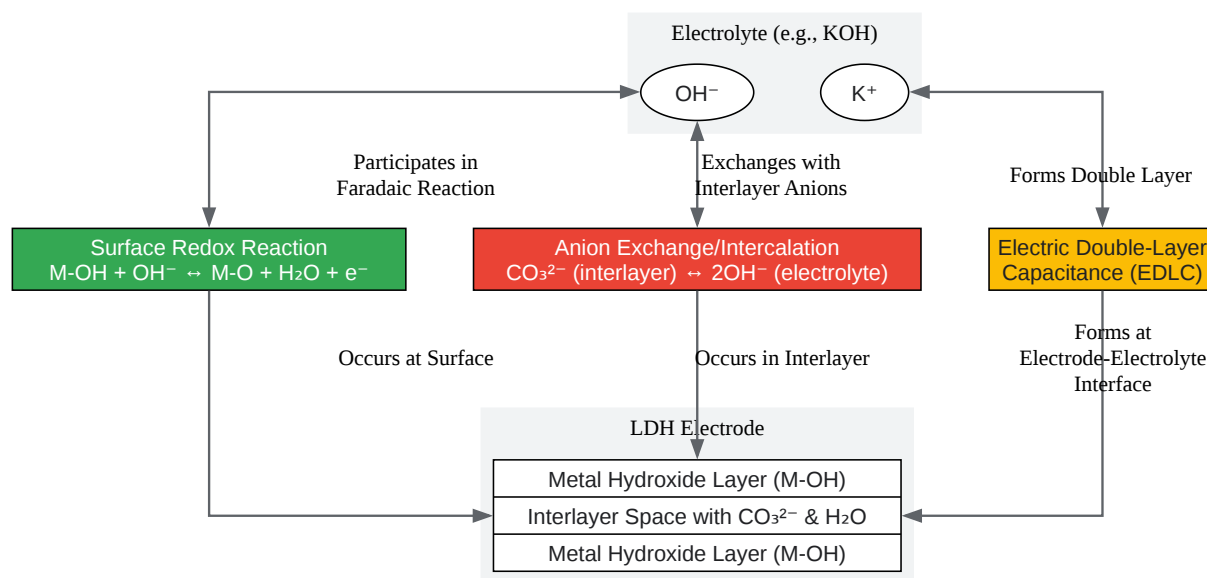 Electrolyte (e.g., KOH)
OH⁻
K⁺
Participates in
Faradaic Reaction
Exchanges with
Interlayer Anions
Forms Double Layer
Surface Redox Reaction
M-OH + OH⁻ ↔ M-O + H₂O + e⁻
Anion Exchange/Intercalation
CO₃²⁻ (interlayer) ↔ 2OH⁻ (electrolyte)
Electric Double-Layer
Capacitance (EDLC)
Occurs at Surface
Occurs in Interlayer
Forms at
Electrode-Electrolyte
Interface
LDH Electrode
Metal Hydroxide Layer (M-OH)
Interlayer Space with CO₃²⁻ & H₂O
Metal Hydroxide Layer (M-OH)